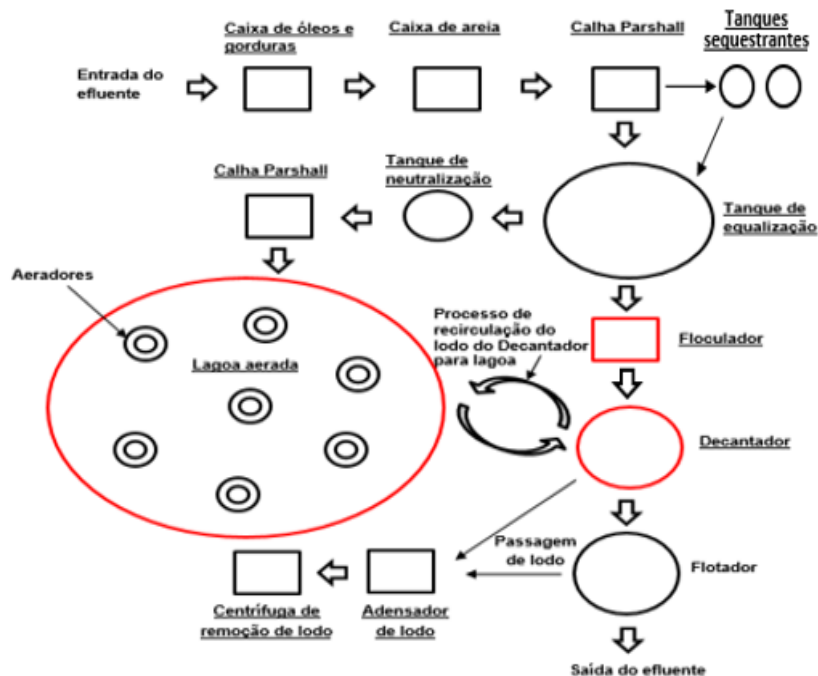 Caixa de óleos e
gorduras
Caixa de areia
Calha Parshall
Tanques
sequestrantes
Entrada do
efluente
Calha Parshall
Tanque de
neutralização
Tanque de
equalização
Aeradores
Processo de
recirculação do
lodo do Decantador
para lagoa
Floculador
Lagoa aerada
Decantador
Passagem
de lodo
Flotador
Centrífuga de
remoção de lodo
Adensador
de lodo
Saída do efluente